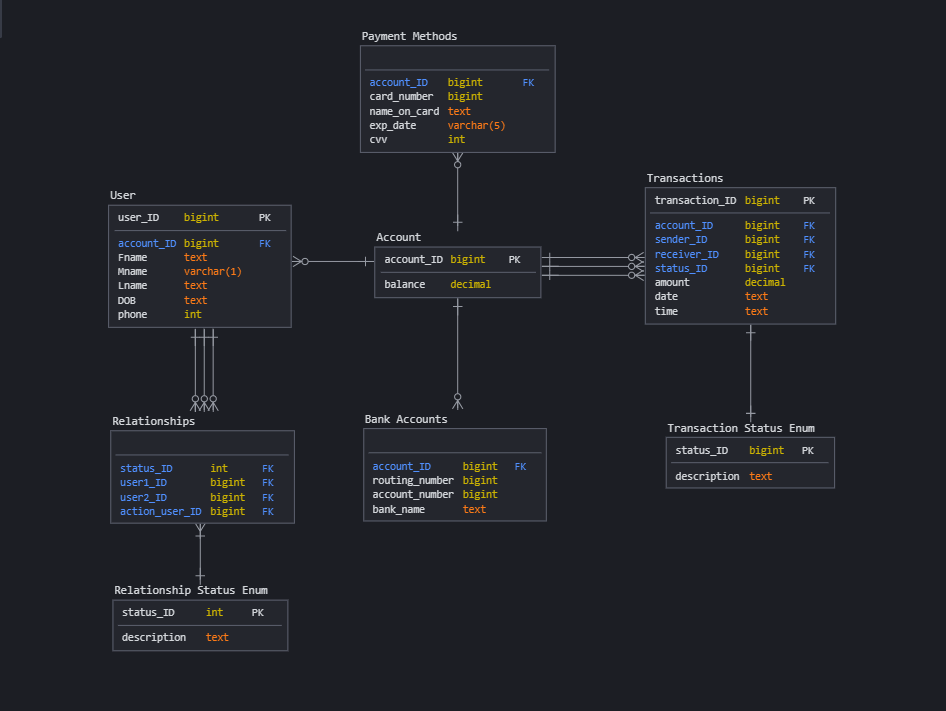 Payment Methods
account_ID bigint FK
card_number bigint
name_on_card text
exp_date varchar(5)
cvv int
User
user_ID bigint PK
account_ID bigint FK
Fname text
Mname varchar(1)
Lname text
DOB text
phone int
Account
account_ID bigint PK
balance decimal
Transactions
transaction_ID bigint PK
account_ID bigint FK
sender_ID bigint FK
receiver_ID bigint FK
status_ID bigint FK
amount decimal
date text
time text
Relationships
status_ID int FK
user1_ID bigint FK
user2_ID bigint FK
action_user_ID bigint FK
Bank Accounts
account_ID bigint FK
routing_number bigint
account_number bigint
bank_name text
Transaction Status Enum
status_ID bigint PK
description text
Relationship Status Enum
status_ID int PK
description text